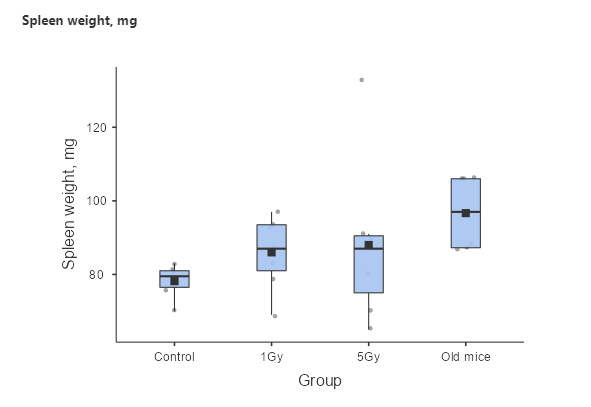 Spleen weight, mg
Spleen weight, mg
120
100
80
Control 1Gy 5Gy Old mice
Group